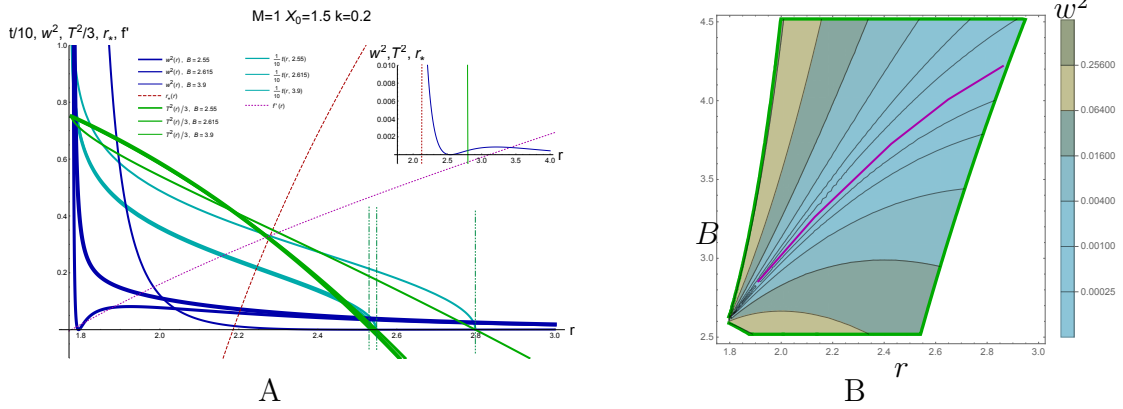 M=1 X₀=1.5 k=0.2
t/10, w², T²/3, r⁎, f'
w²(r), B=2.55
w²(r), B=2.615
w²(r), B=3.9
r⁎(r)
T²(r)/3, B=2.55
T²(r)/3, B=2.615
T²(r)/3, B=3.9
1/10 t(r, 2.55)
1/10 t(r, 2.615)
1/10 t(r, 3.9)
f'(r)
w², T², r⁎
0.010
0.008
0.006
0.004
0.002
2.0
2.5
3.0
3.5
4.0
r
1.0
0.8
0.6
0.4
0.2
1.8
2.0
2.2
2.4
2.6
2.8
3.0
r
A
4.5
4.0
3.5
3.0
2.5
B
1.8
2.0
2.2
2.4
2.6
2.8
3.0
r
w²
0.25600
0.06400
0.01600
0.00400
0.00100
0.00025
B